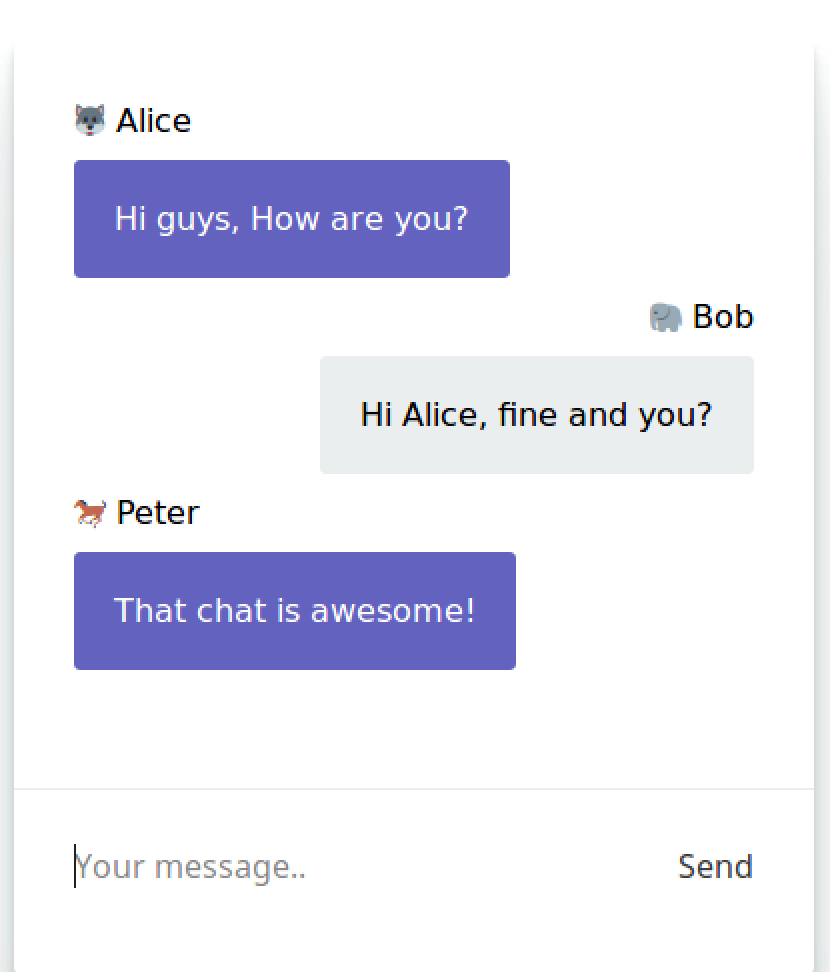 🐺 Alice
Hi guys, How are you?
🐘 Bob
Hi Alice, fine and you?
🐎 Peter
That chat is awesome!
Your message..
Send